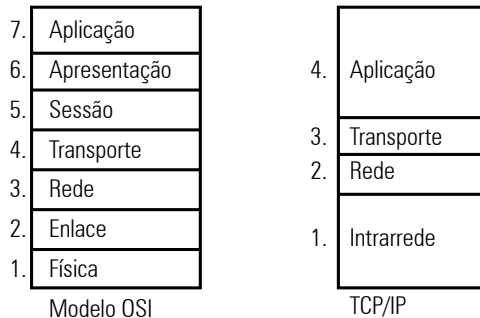 7. Aplicação
6. Apresentação
5. Sessão
4. Transporte
3. Rede
2. Enlace
1. Física
Modelo OSI
4. Aplicação
3. Transporte
2. Rede
1. Intrarrede
TCP/IP